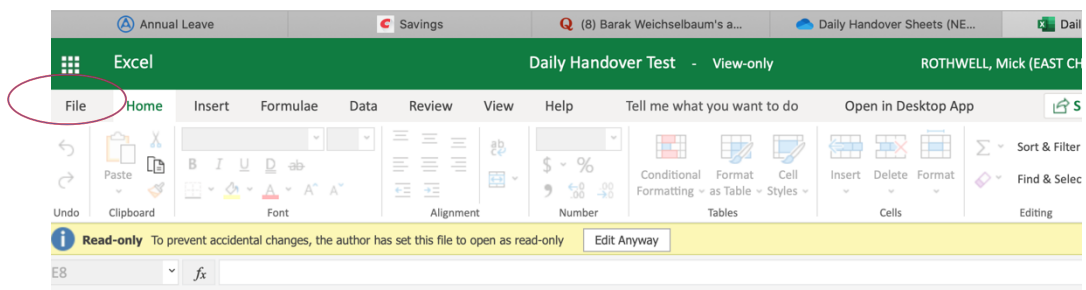 Annual Leave Savings (8) Barak Weichselbaum's a... Daily Handover Sheets (NE... Dail
Excel Daily Handover Test - View-only ROTHWELL, Mick (EAST CH
File Home Insert Formulae Data Review View Help Tell me what you want to do Open in Desktop App S
Paste B I U D ab A A^ A˅ ab $ % Conditional Formatting Format as Table Cell Styles Insert Delete Format Σ Sort & Filter
Find & Selec
Undo Clipboard Font Alignment Number Tables Cells Editing
Read-only To prevent accidental changes, the author has set this file to open as read-only Edit Anyway
E8 fx